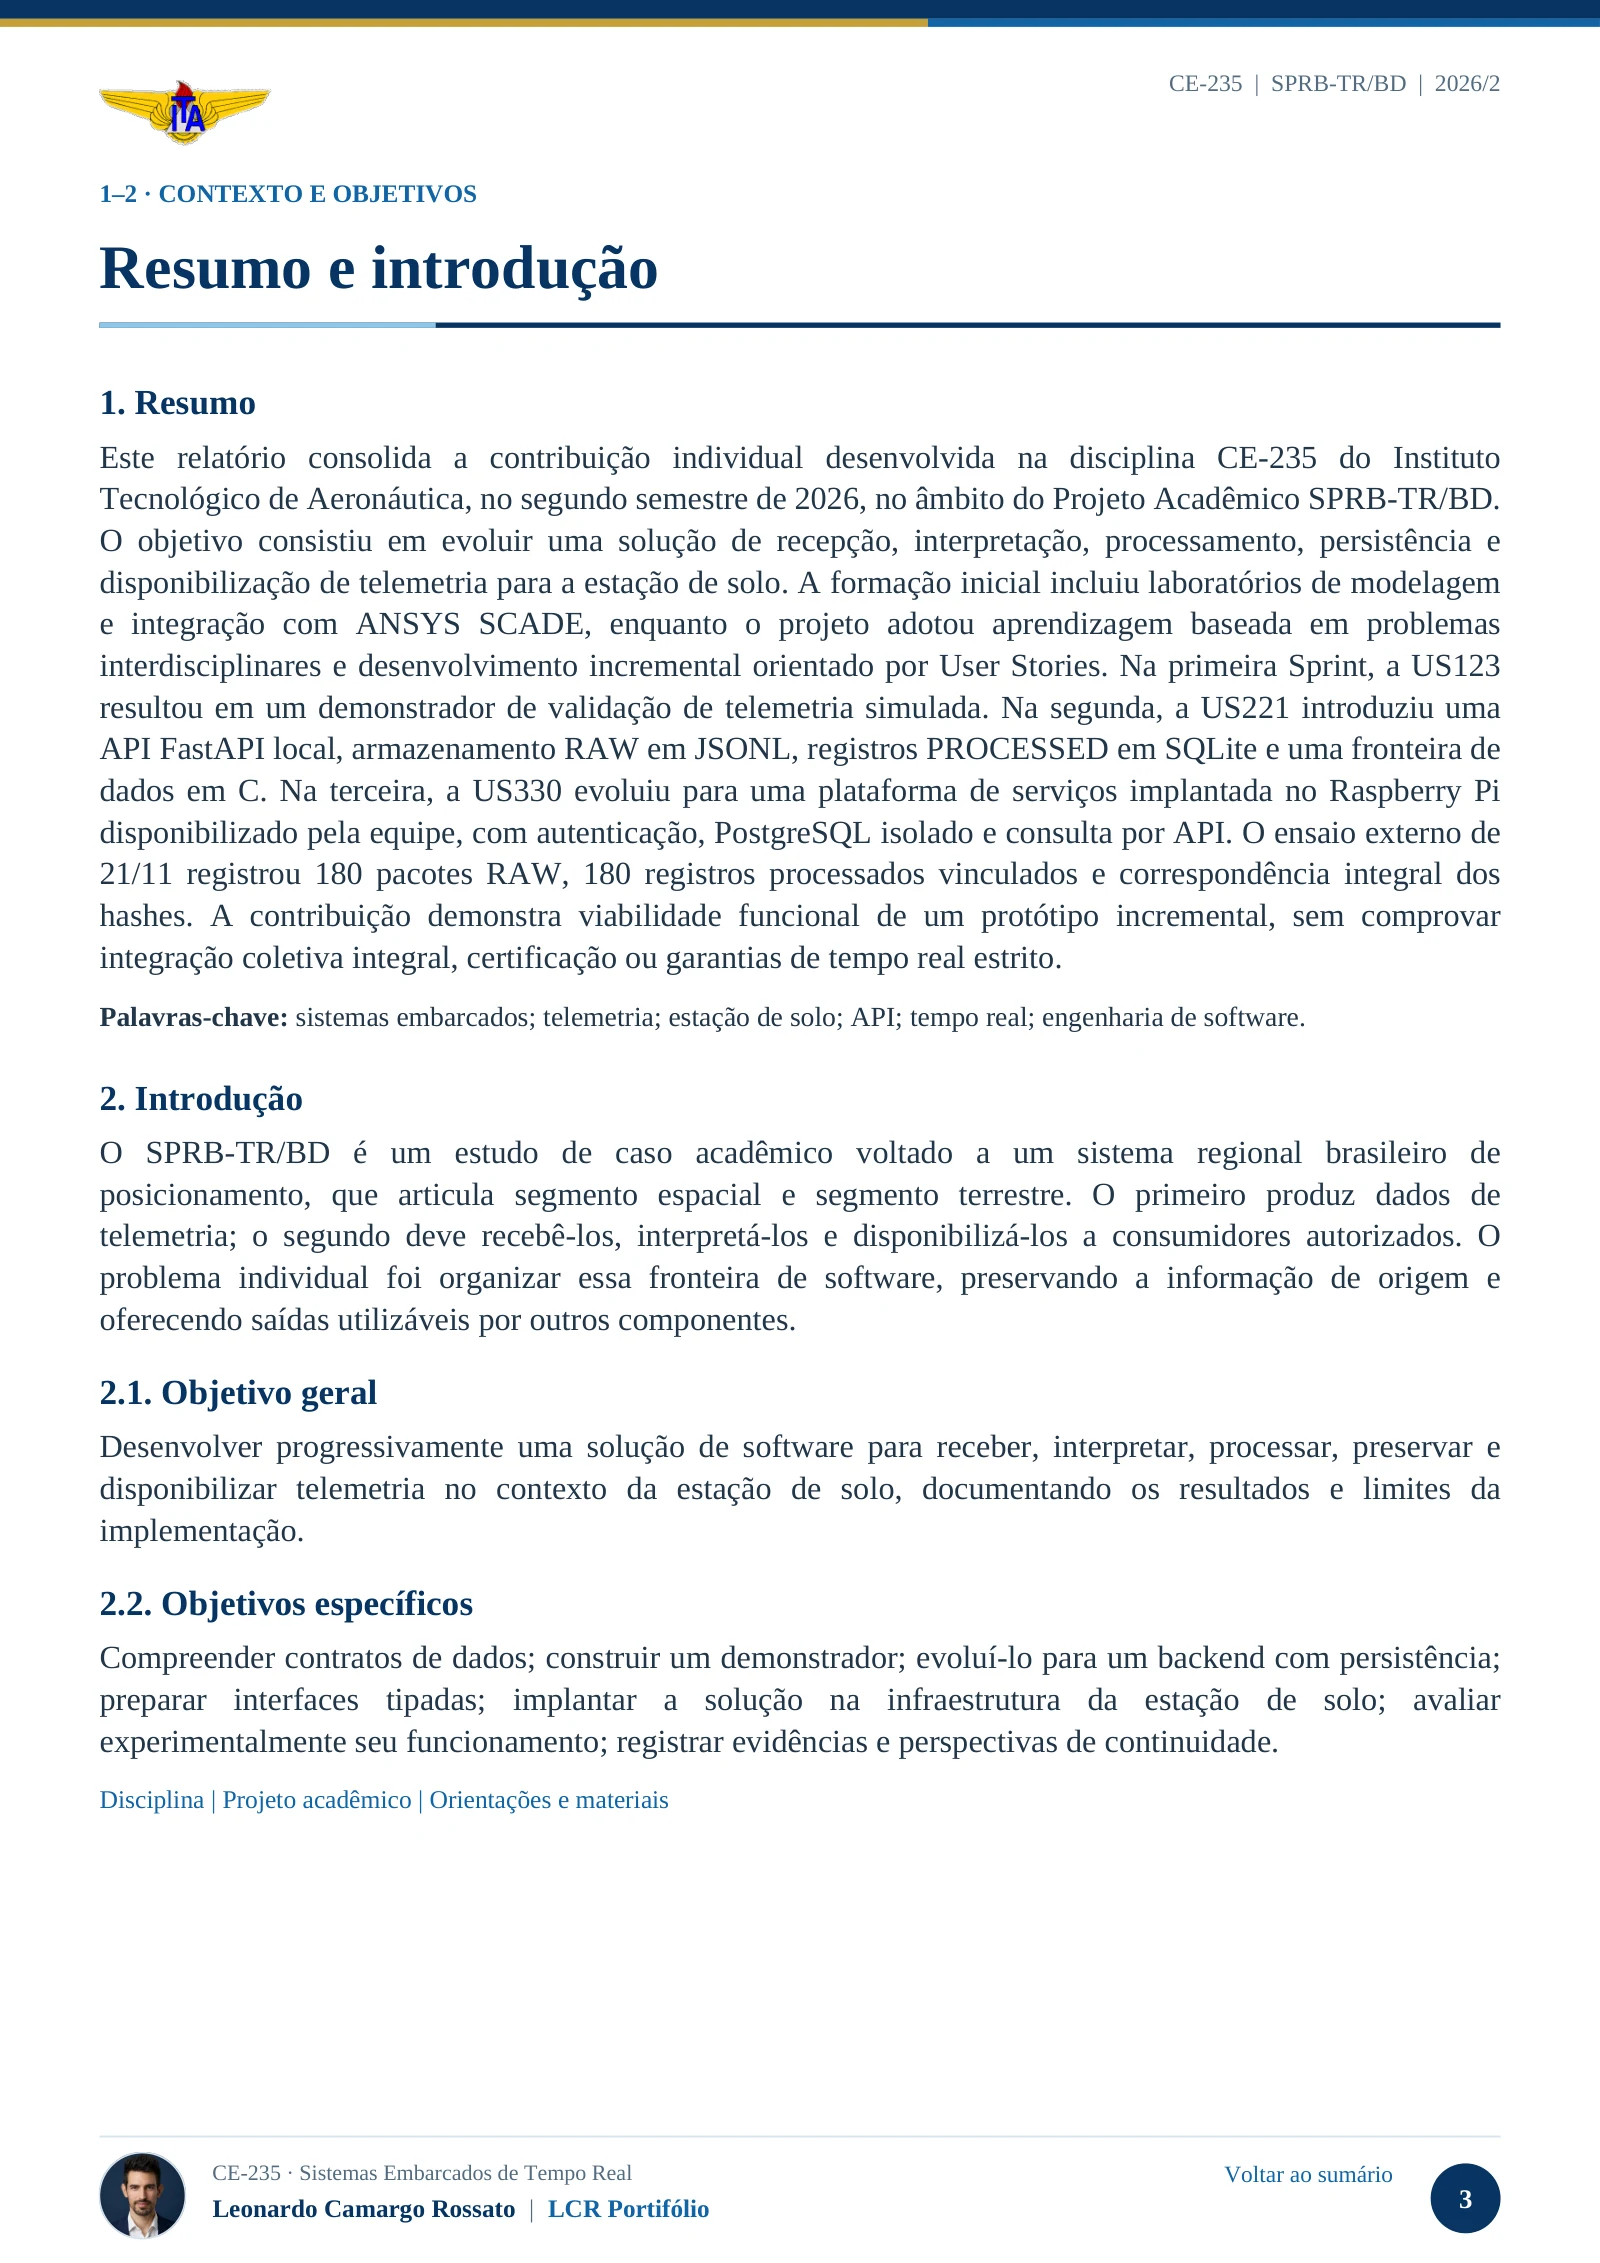 CE-235 | SPRB-TR/BD | 2026/2
ITA
1–2 · CONTEXTO E OBJETIVOS
Resumo e introdução
1. Resumo
Este relatório consolida a contribuição individual desenvolvida na disciplina CE-235 do Instituto
Tecnológico de Aeronáutica, no segundo semestre de 2026, no âmbito do Projeto Acadêmico SPRB-TR/BD.
O objetivo consistiu em evoluir uma solução de recepção, interpretação, processamento, persistência e
disponibilização de telemetria para a estação de solo. A formação inicial incluiu laboratórios de modelagem
e integração com ANSYS SCADE, enquanto o projeto adotou aprendizagem baseada em problemas
interdisciplinares e desenvolvimento incremental orientado por User Stories. Na primeira Sprint, a US123
resultou em um demonstrador de validação de telemetria simulada. Na segunda, a US221 introduziu uma
API FastAPI local, armazenamento RAW em JSONL, registros PROCESSED em SQLite e uma fronteira de
dados em C. Na terceira, a US330 evoluiu para uma plataforma de serviços implantada no Raspberry Pi
disponibilizado pela equipe, com autenticação, PostgreSQL isolado e consulta por API. O ensaio externo de
21/11 registrou 180 pacotes RAW, 180 registros processados vinculados e correspondência integral dos
hashes. A contribuição demonstra viabilidade funcional de um protótipo incremental, sem comprovar
integração coletiva integral, certificação ou garantias de tempo real estrito.
Palavras-chave: sistemas embarcados; telemetria; estação de solo; API; tempo real; engenharia de software.
2. Introdução
O SPRB-TR/BD é um estudo de caso acadêmico voltado a um sistema regional brasileiro de
posicionamento, que articula segmento espacial e segmento terrestre. O primeiro produz dados de
telemetria; o segundo deve recebê-los, interpretá-los e disponibilizá-los a consumidores autorizados. O
problema individual foi organizar essa fronteira de software, preservando a informação de origem e
oferecendo saídas utilizáveis por outros componentes.
2.1. Objetivo geral
Desenvolver progressivamente uma solução de software para receber, interpretar, processar, preservar e
disponibilizar telemetria no contexto da estação de solo, documentando os resultados e limites da
implementação.
2.2. Objetivos específicos
Compreender contratos de dados; construir um demonstrador; evoluí-lo para um backend com persistência;
preparar interfaces tipadas; implantar a solução na infraestrutura da estação de solo; avaliar
experimentalmente seu funcionamento; registrar evidências e perspectivas de continuidade.
Disciplina | Projeto acadêmico | Orientações e materiais
CE-235 · Sistemas Embarcados de Tempo Real
Leonardo Camargo Rossato | LCR Portifólio
Voltar ao sumário
3